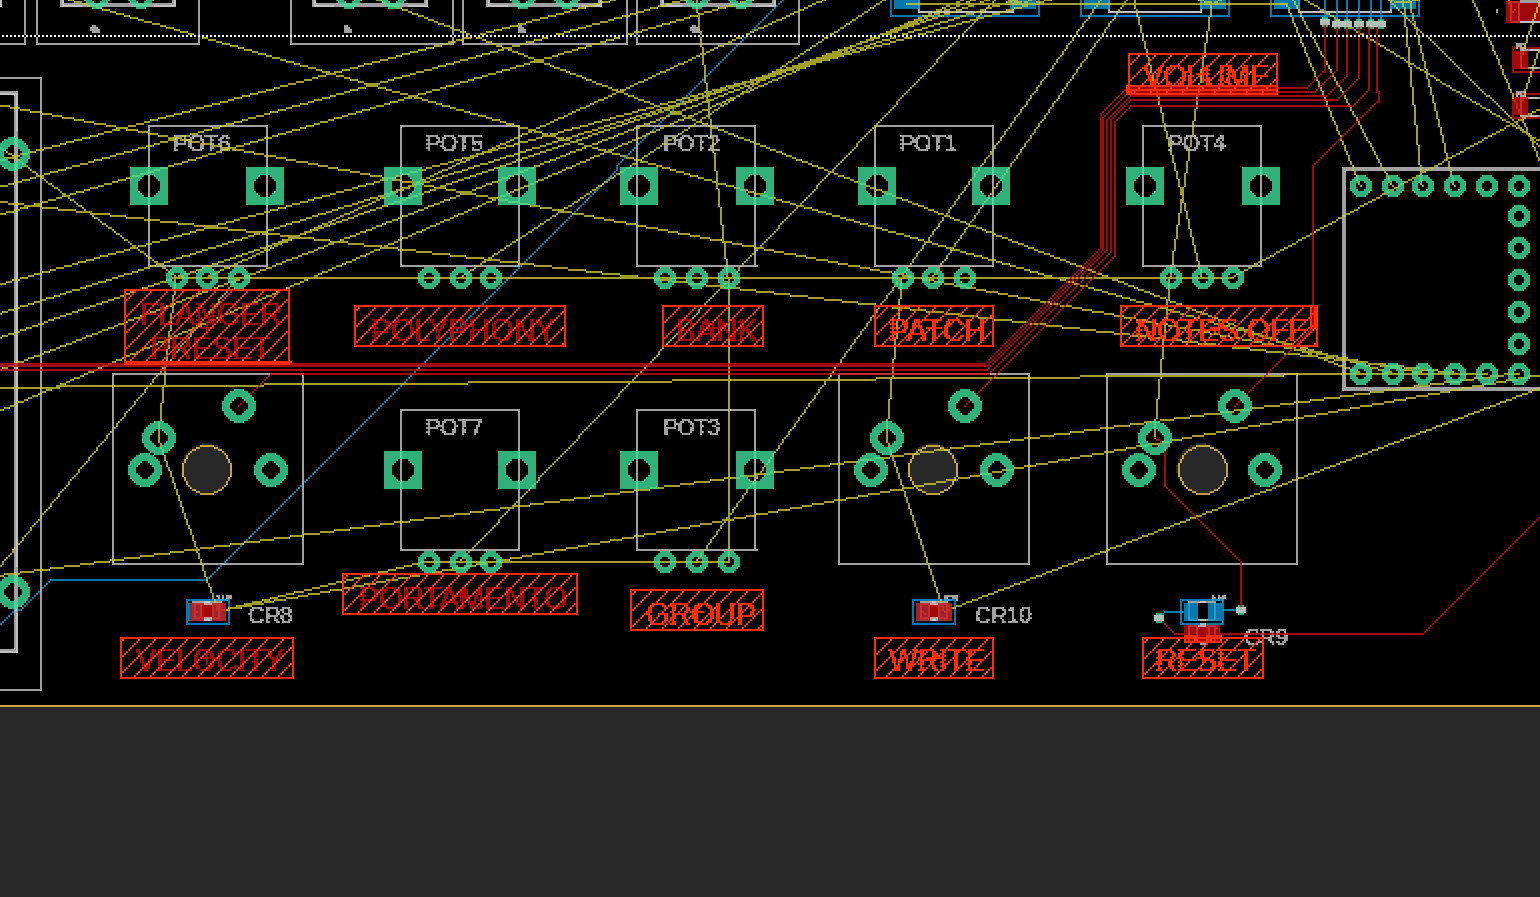 VOLUME
POT6 POT5 POT2 POT1 POT4
FLANGER
PRESET
POLYPHONY BANK PATCH NOTES OFF
POT7 POT3
PORTAMENTO
GROUP
CR8 CR10
CR9
VELOCITY WRITE RESET